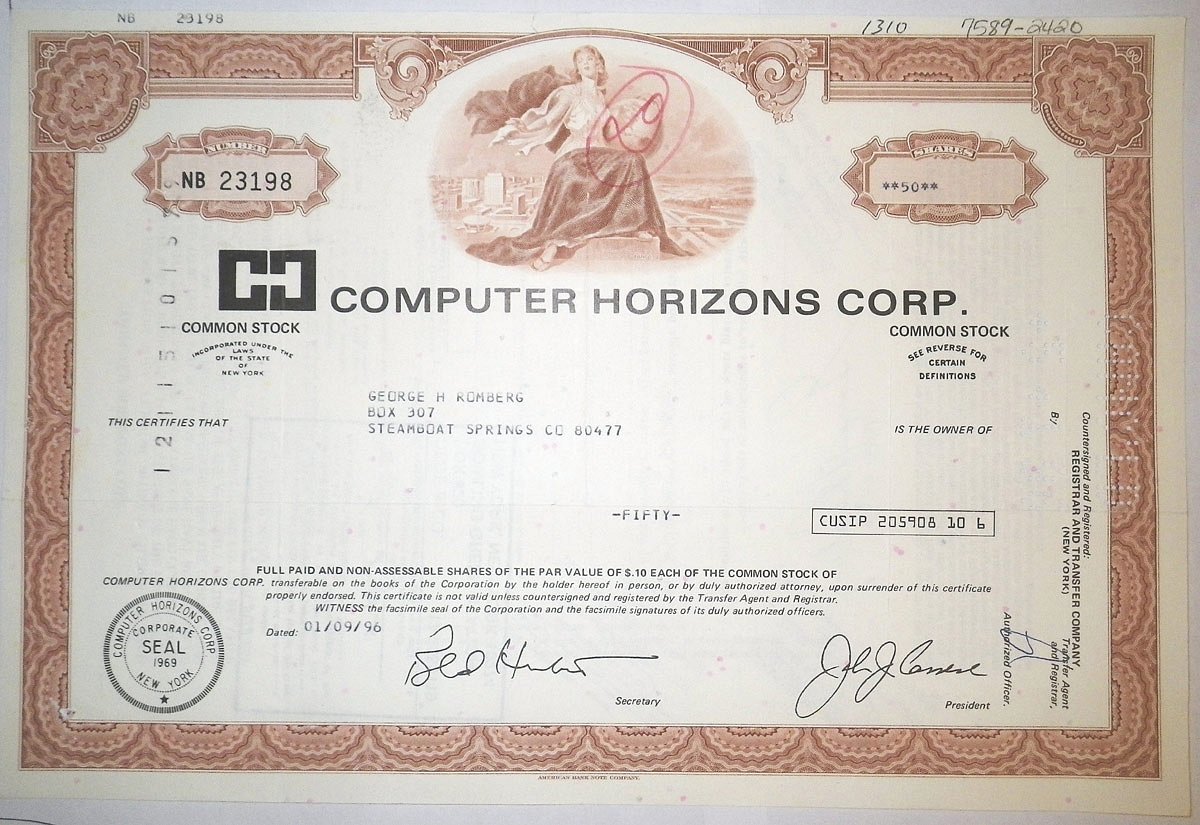 NB 23198
1310 7589-2420
NUMBER
NB 23198
SHARES
**50**
COMPUTER HORIZONS CORP.
COMMON STOCK
INCORPORATED UNDER THE
LAWS
OF THE STATE
OF
NEW YORK
COMMON STOCK
SEE REVERSE FOR
CERTAIN
DEFINITIONS
GEORGE H ROMBERG
BOX 307
STEAMBOAT SPRINGS CO 80477
THIS CERTIFIES THAT
IS THE OWNER OF
-FIFTY-
CUSIP 205908 10 6
FULL PAID AND NON-ASSESSABLE SHARES OF THE PAR VALUE OF $.10 EACH OF THE COMMON STOCK OF
COMPUTER HORIZONS CORP. transferable on the books of the Corporation by the holder hereof in person, or by duly authorized attorney, upon surrender of this certificate
properly endorsed. This certificate is not valid unless countersigned and registered by the Transfer Agent and Registrar.
WITNESS the facsimile seal of the Corporation and the facsimile signatures of its duly authorized officers.
Dated: 01/09/96
COMPUTER HORIZONS CORP
CORPORATE
SEAL
1969
NEW YORK
Secretary
President
Countersigned and Registered:
REGISTRAR AND TRANSFER COMPANY
(NEW YORK)
Transfer Agent
and Registrar,
By
Authorized Officer.
AMERICAN BANK NOTE COMPANY.